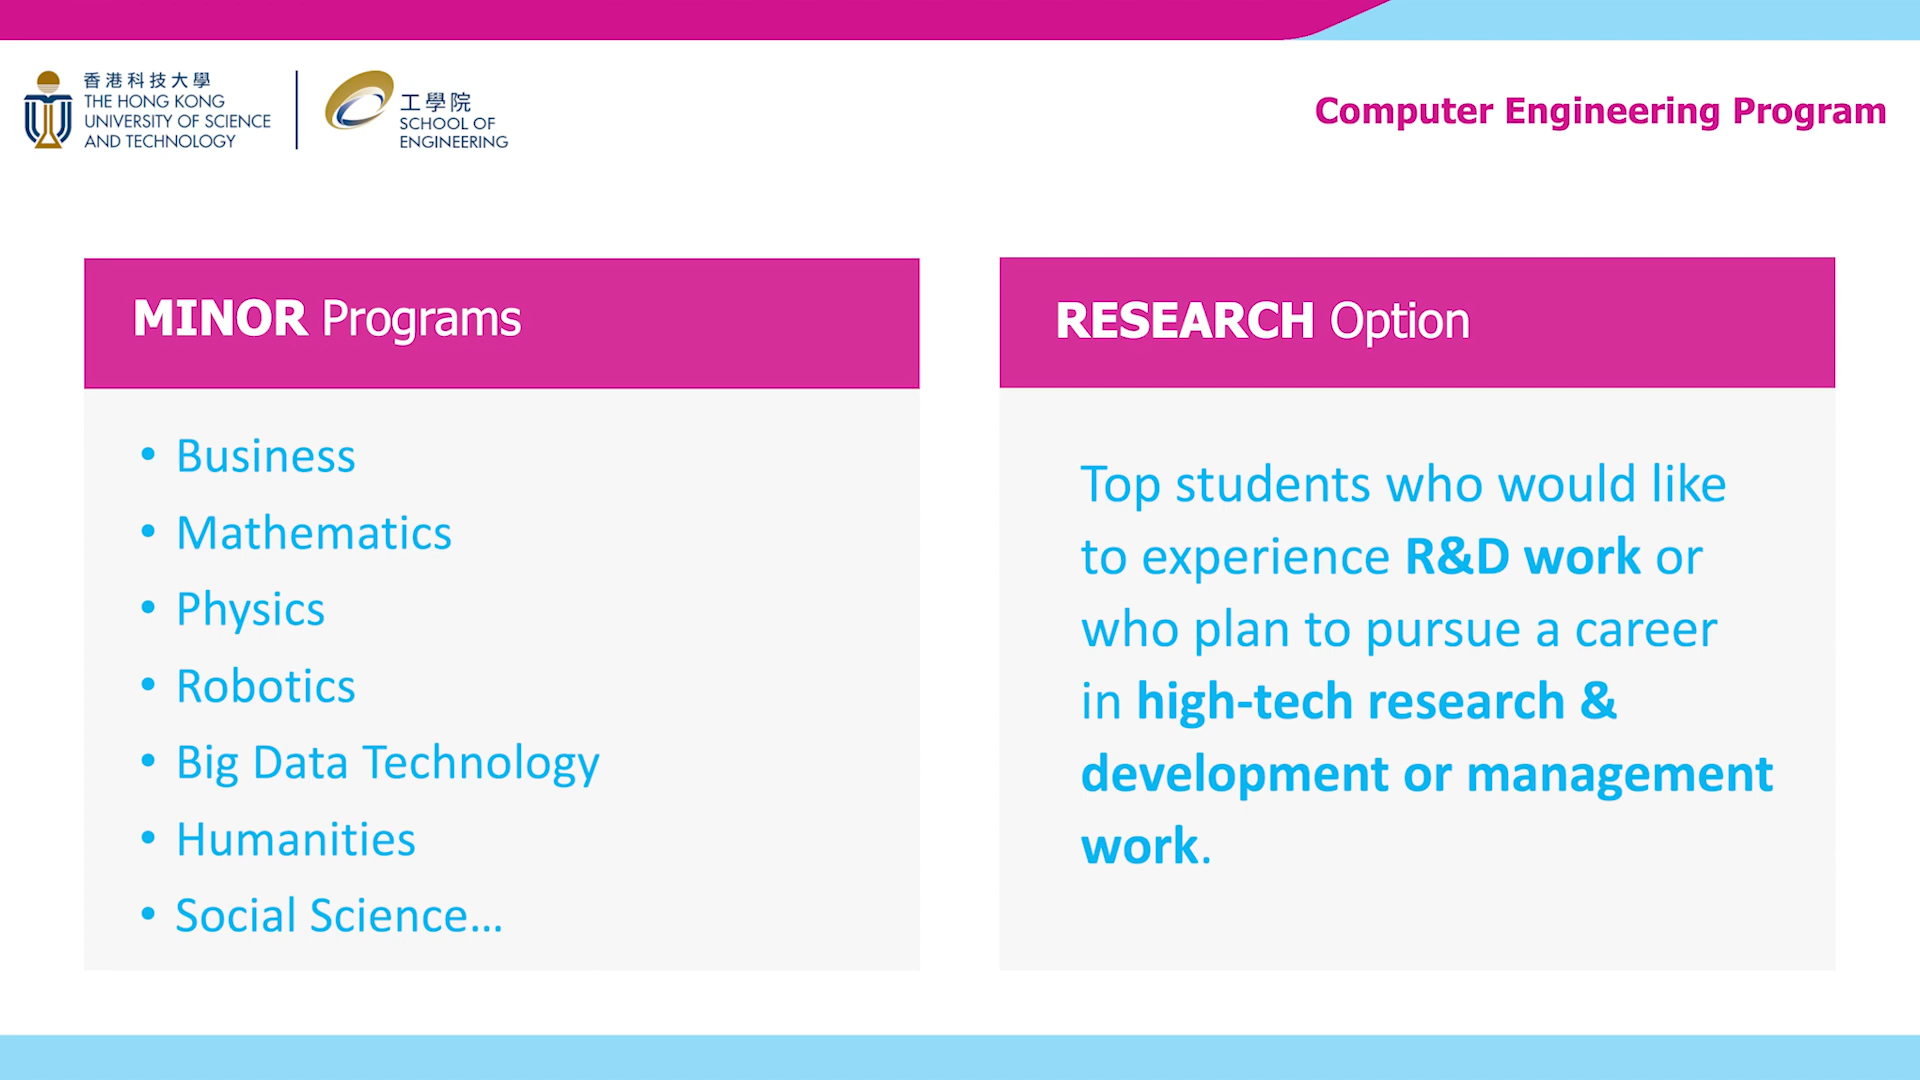 香港科技大學
THE HONG KONG
UNIVERSITY OF SCIENCE
AND TECHNOLOGY
工學院
SCHOOL OF
ENGINEERING
Computer Engineering Program
MINOR Programs
• Business
• Mathematics
• Physics
• Robotics
• Big Data Technology
• Humanities
• Social Science...
RESEARCH Option
Top students who would like
to experience R&D work or
who plan to pursue a career
in high-tech research &
development or management
work.